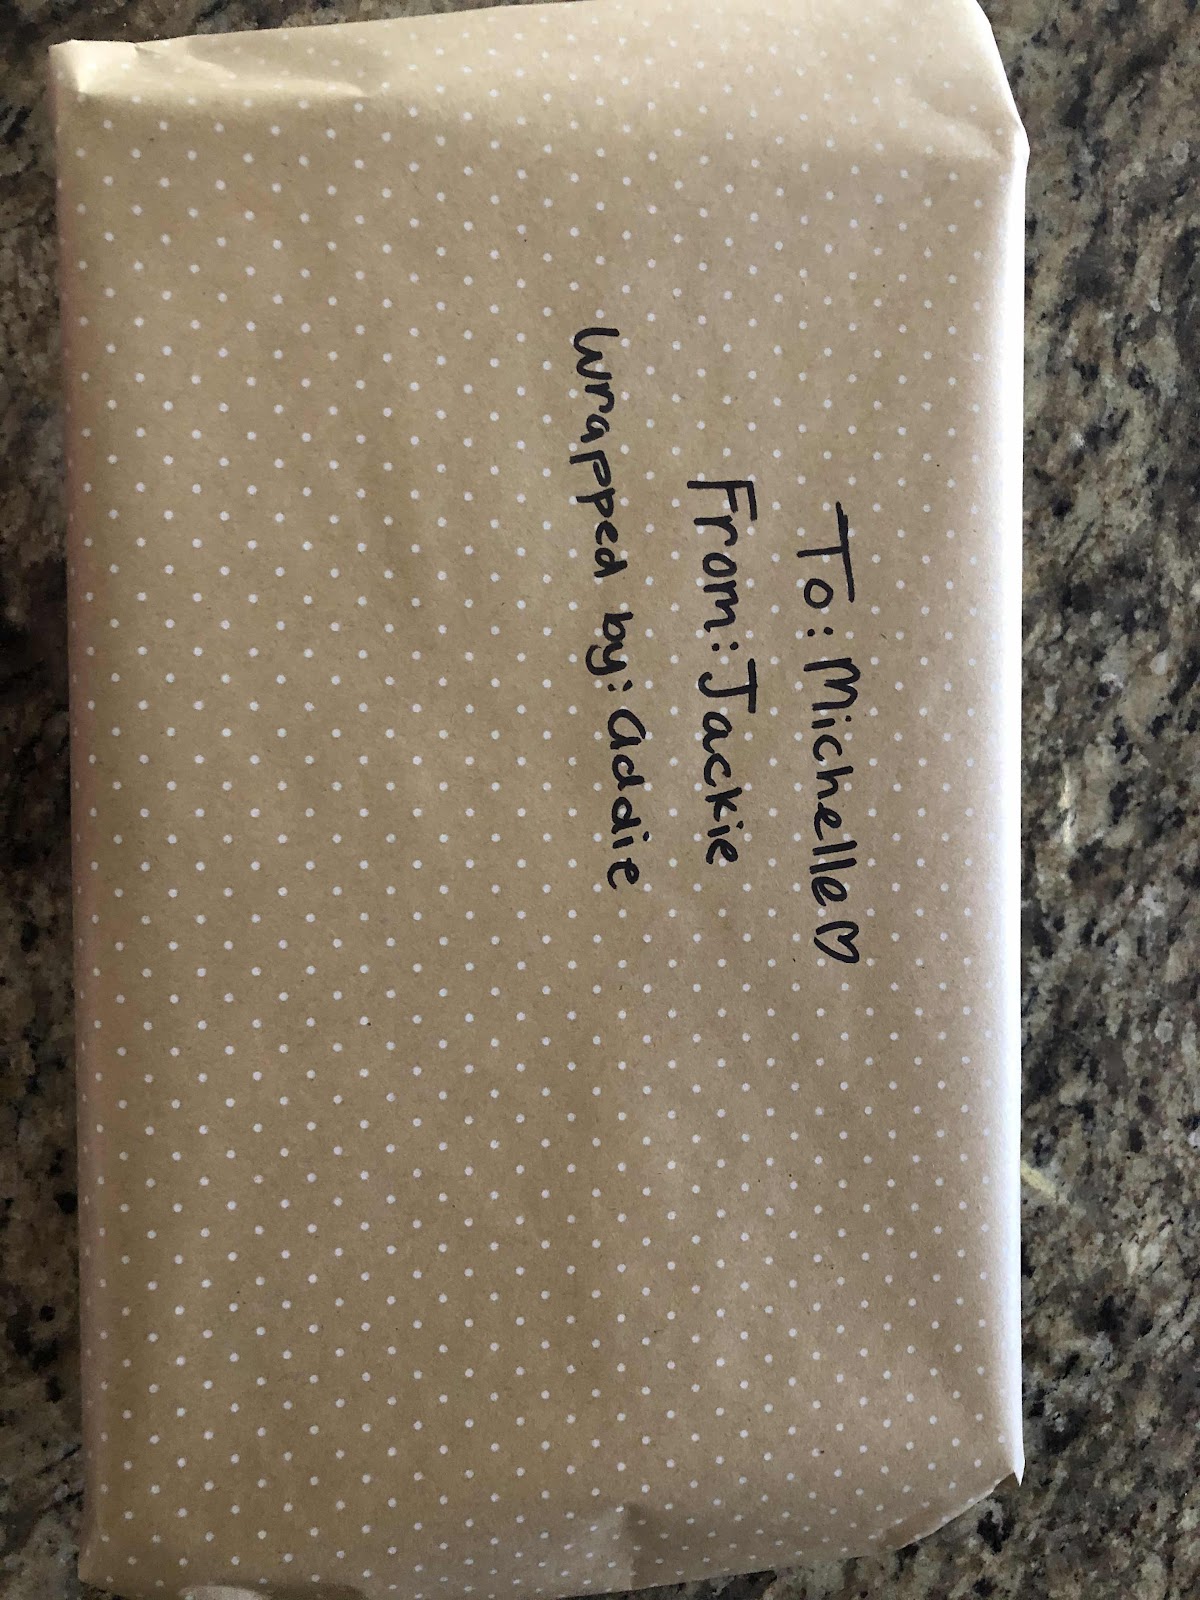 To: Michelle♡
From: Jackie
Wrapped by: Addie